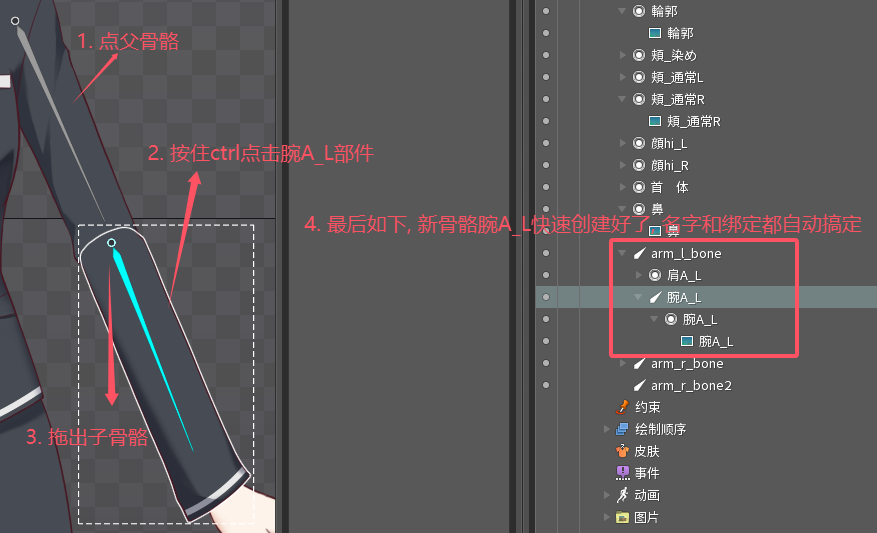 1. 点父骨骼
2. 按住ctrl点击腕A_L部件
3. 拖出子骨骼
4. 最后如下, 新骨骼腕A_L快速创建好了, 名字和绑定都自动搞定
輪郭
輪郭
頬_染め
頬_通常L
頬_通常R
頬_通常R
顔hi_L
顔hi_R
首　体
鼻
鼻
arm_l_bone
肩A_L
腕A_L
腕A_L
腕A_L
arm_r_bone
arm_r_bone2
约束
绘制顺序
皮肤
事件
动画
图片